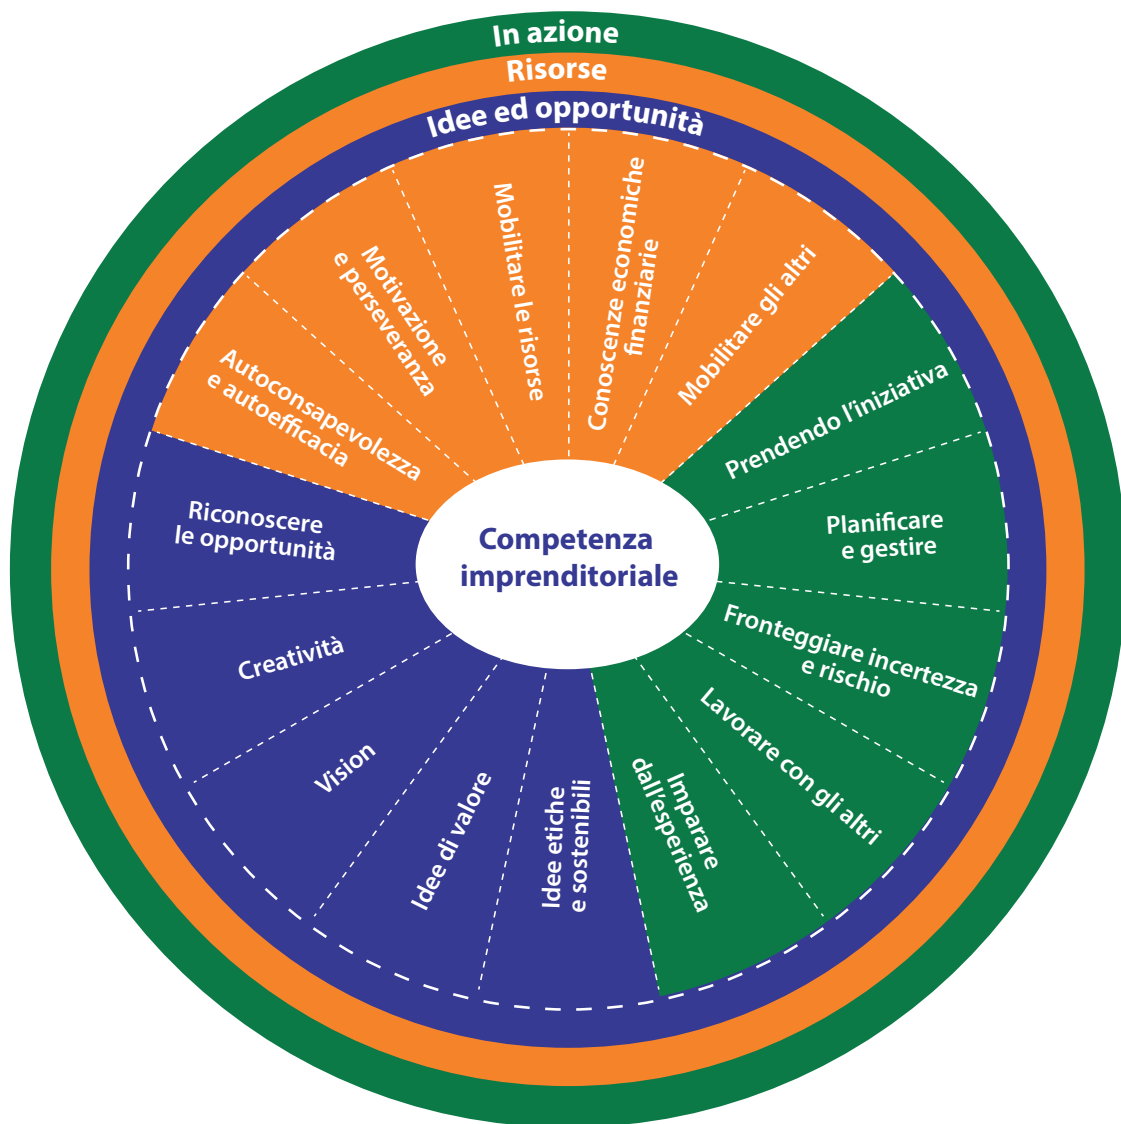 In azione
Risorse
Idee ed opportunità
Autoconsapevolezza
e autoefficacia
Motivazione
e perseveranza
Mobilitare le risorse
Conoscenze economiche
finanziarie
Mobilitare gli altri
Prendendo l'iniziativa
Planificare
e gestire
Fronteggiare incertezza
e rischio
Lavorare con gli altri
Imparare
dall'esperienza
Idee etiche
e sostenibili
Idee di valore
Vision
Creatività
Riconoscere
le opportunità
Competenza
imprenditoriale